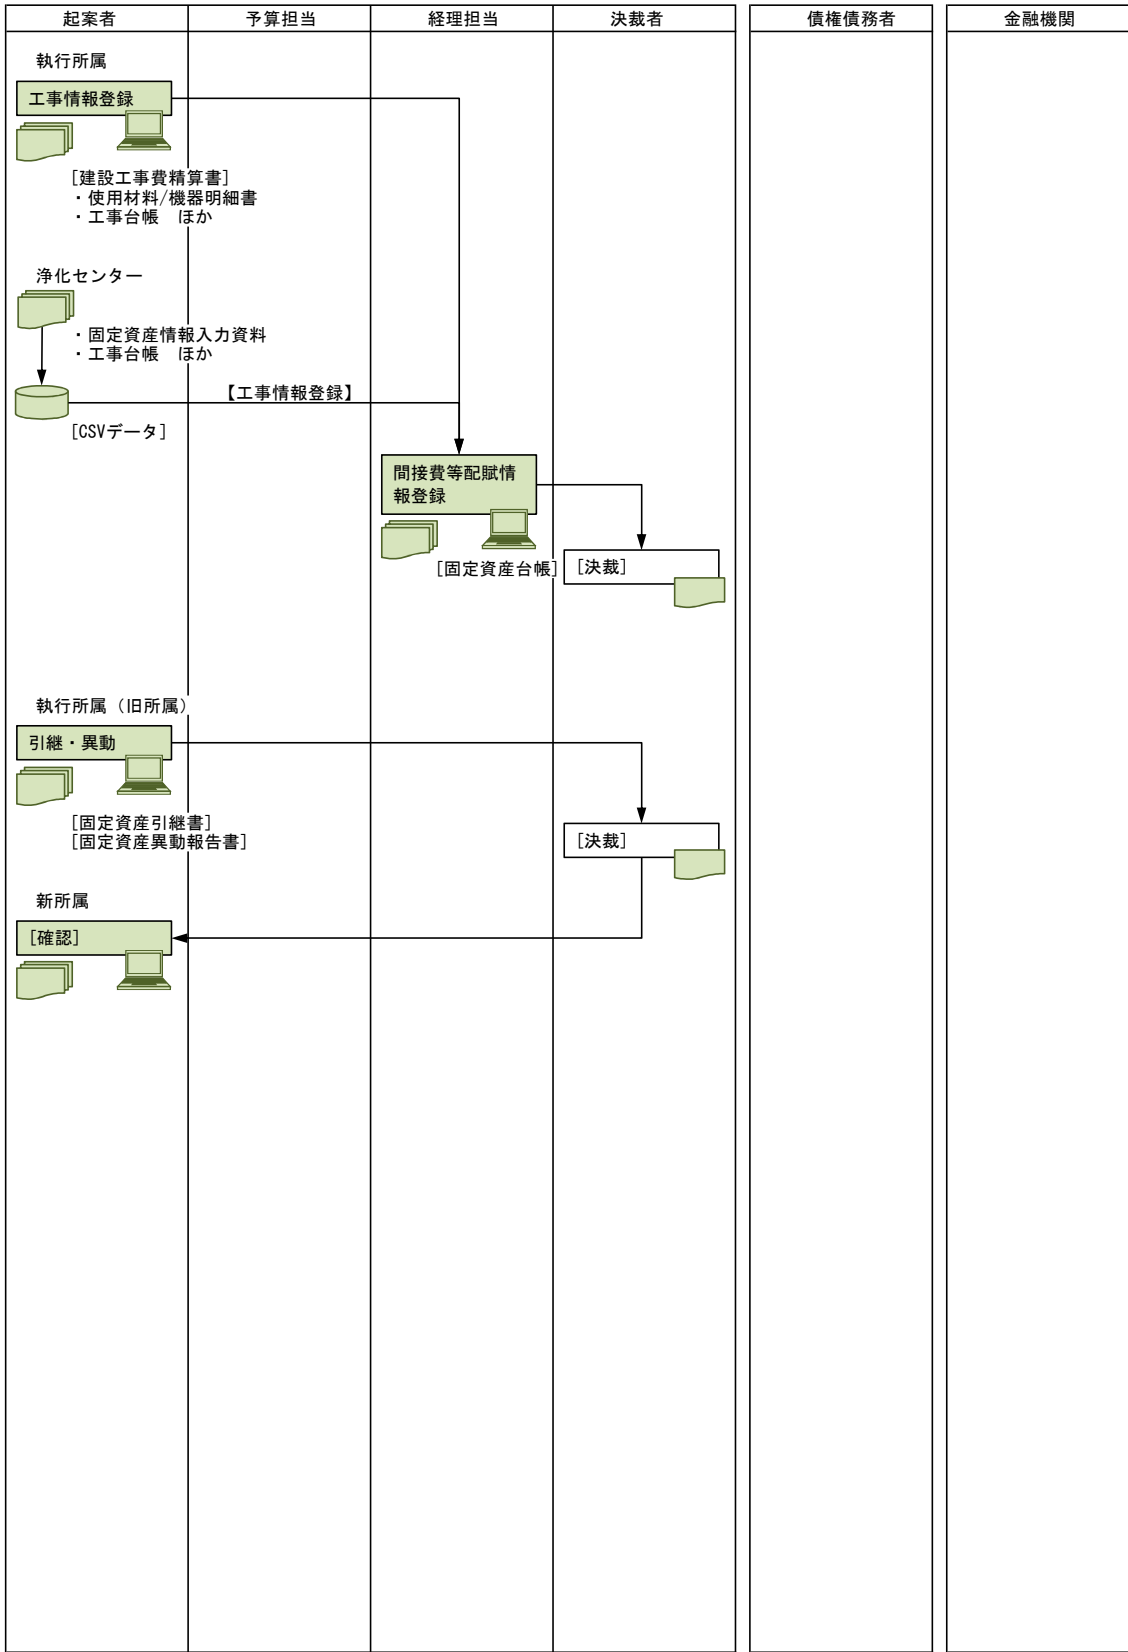 起案者
予算担当
経理担当
決裁者
債権債務者
金融機関
執行所属
工事情報登録
[建設工事費精算書]
・使用材料/機器明細書
・工事台帳　ほか
浄化センター
・固定資産情報入力資料
・工事台帳　ほか
【工事情報登録】
[CSVデータ]
間接費等配賦情
報登録
[固定資産台帳]
[決裁]
執行所属（旧所属）
引継・異動
[固定資産引継書]
[固定資産異動報告書]
[決裁]
新所属
[確認]